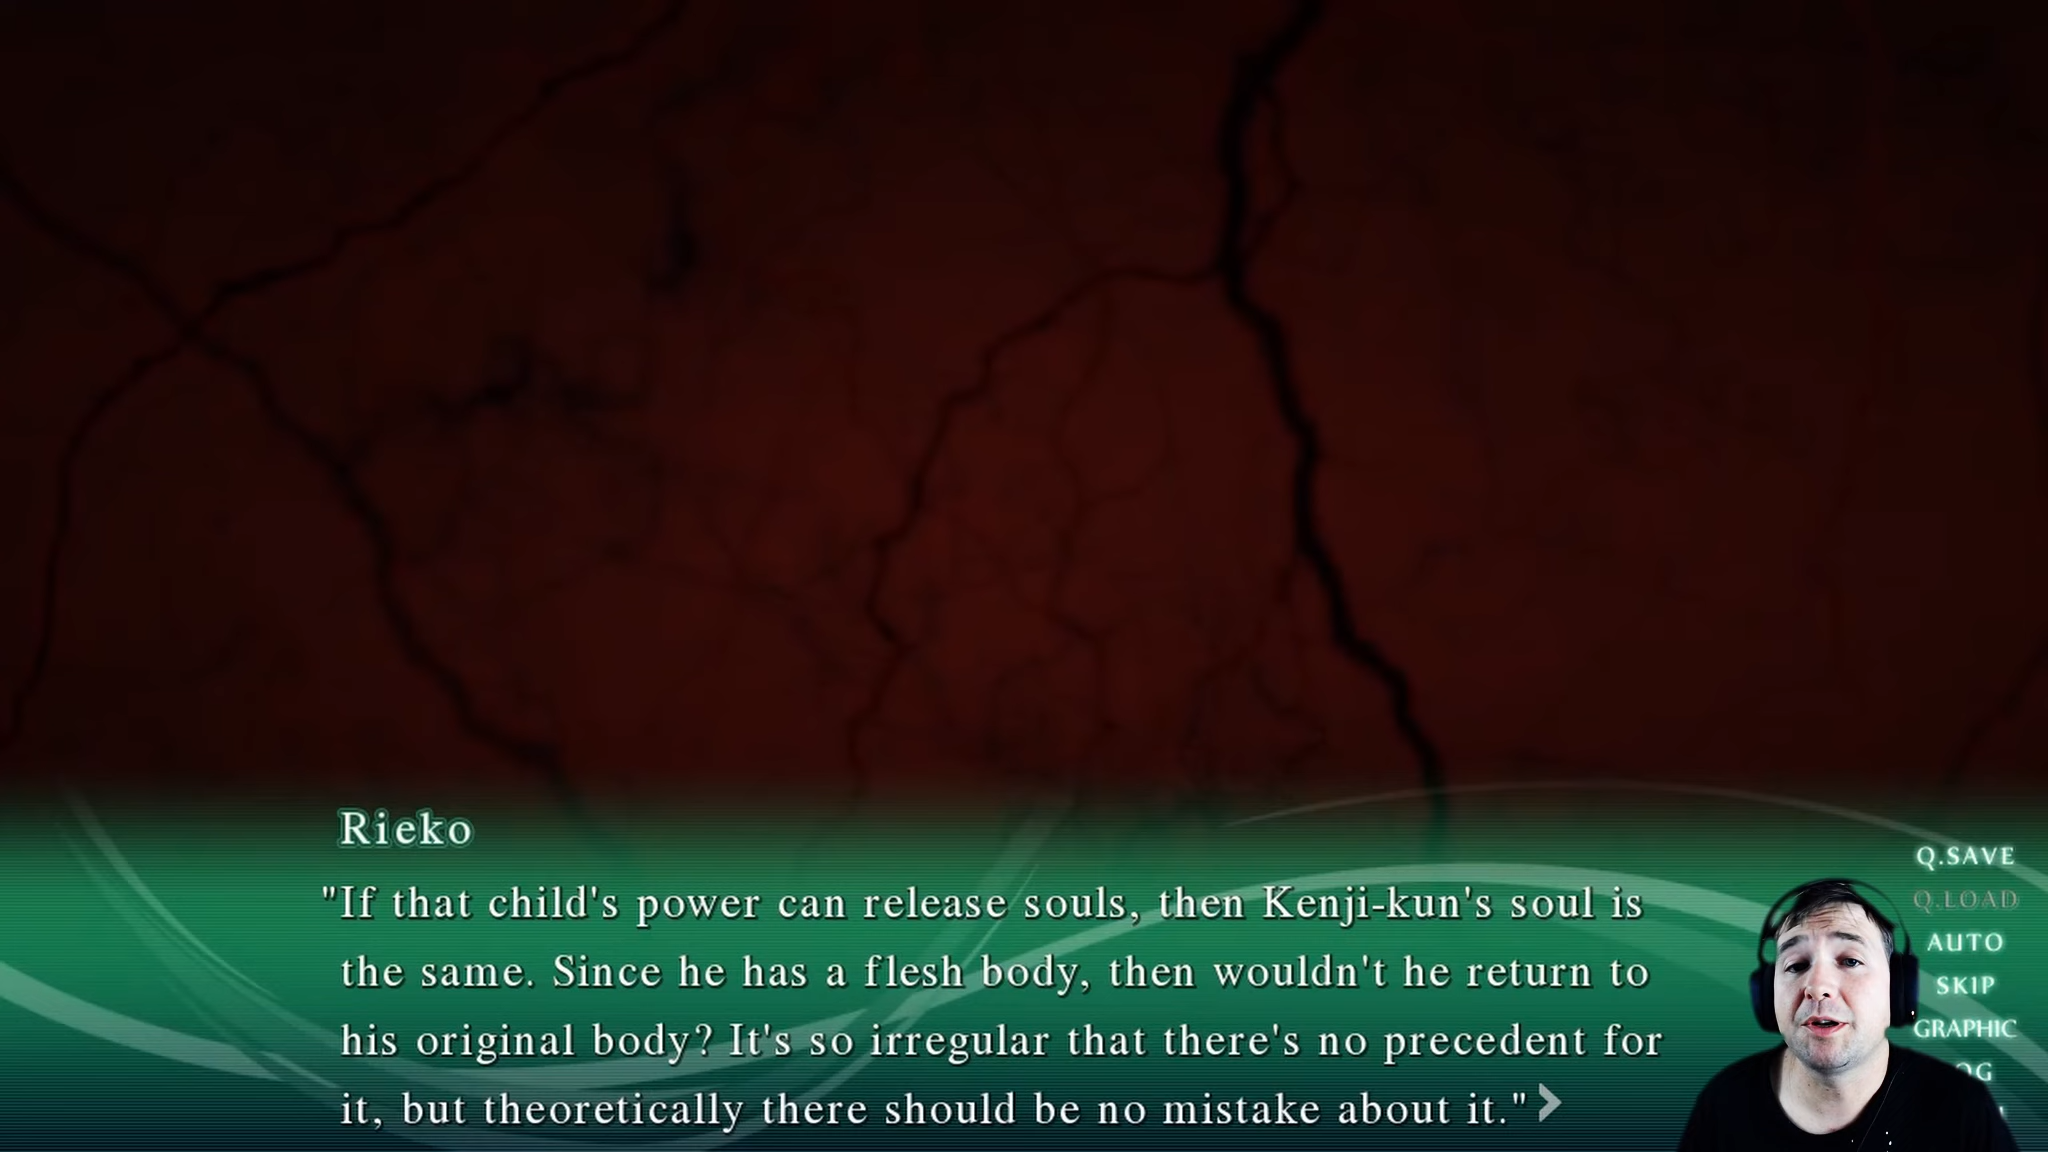 Rieko
"If that child's power can release souls, then Kenji-kun's soul is
the same. Since he has a flesh body, then wouldn't he return to
his original body? It's so irregular that there's no precedent for
it, but theoretically there should be no mistake about it."
Q.SAVE
Q.LOAD
AUTO
SKIP
GRAPHIC